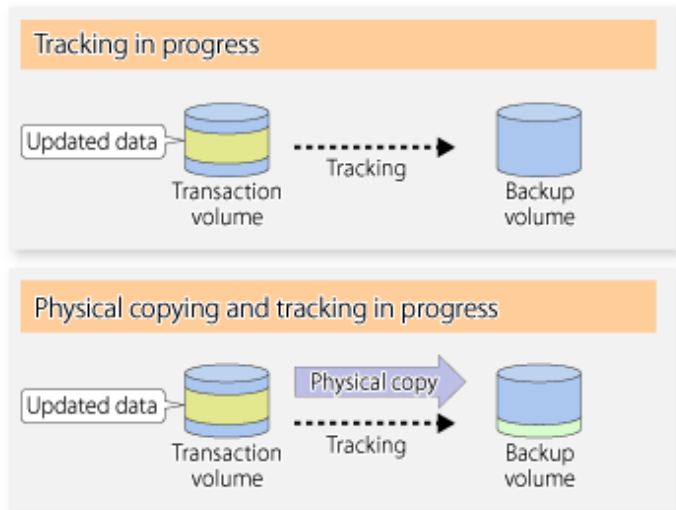 Tracking in progress
Updated data
Tracking
Transaction
volume
Backup
volume
Physical copying and tracking in progress
Physical copy
Updated data
Tracking
Transaction
volume
Backup
volume